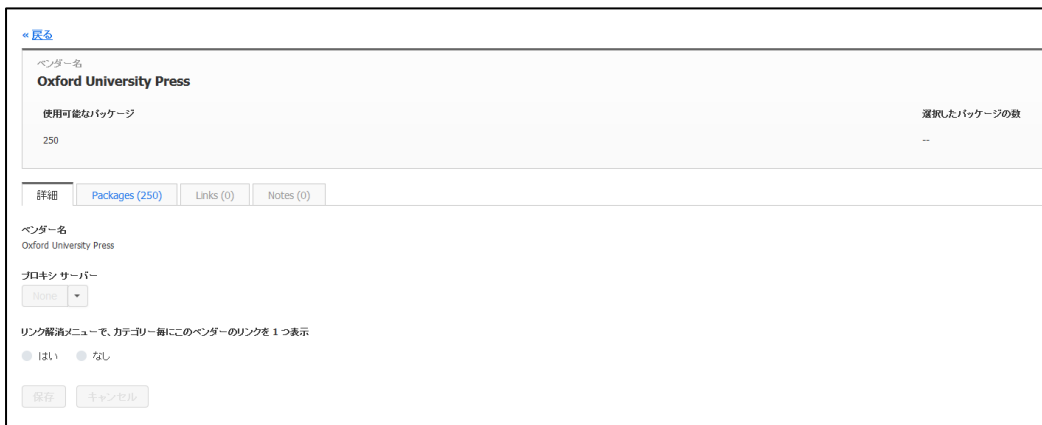 « 戻る
ベンダー名
Oxford University Press
使用可能なパッケージ 選択したパッケージの数
250 --
詳細 Packages (250) Links (0) Notes (0)
ベンダー名
Oxford University Press
プロキシ サーバー
None
リンク解消メニューで、カテゴリー毎にこのベンダーのリンクを 1 つ表示
はい なし
保存 キャンセル